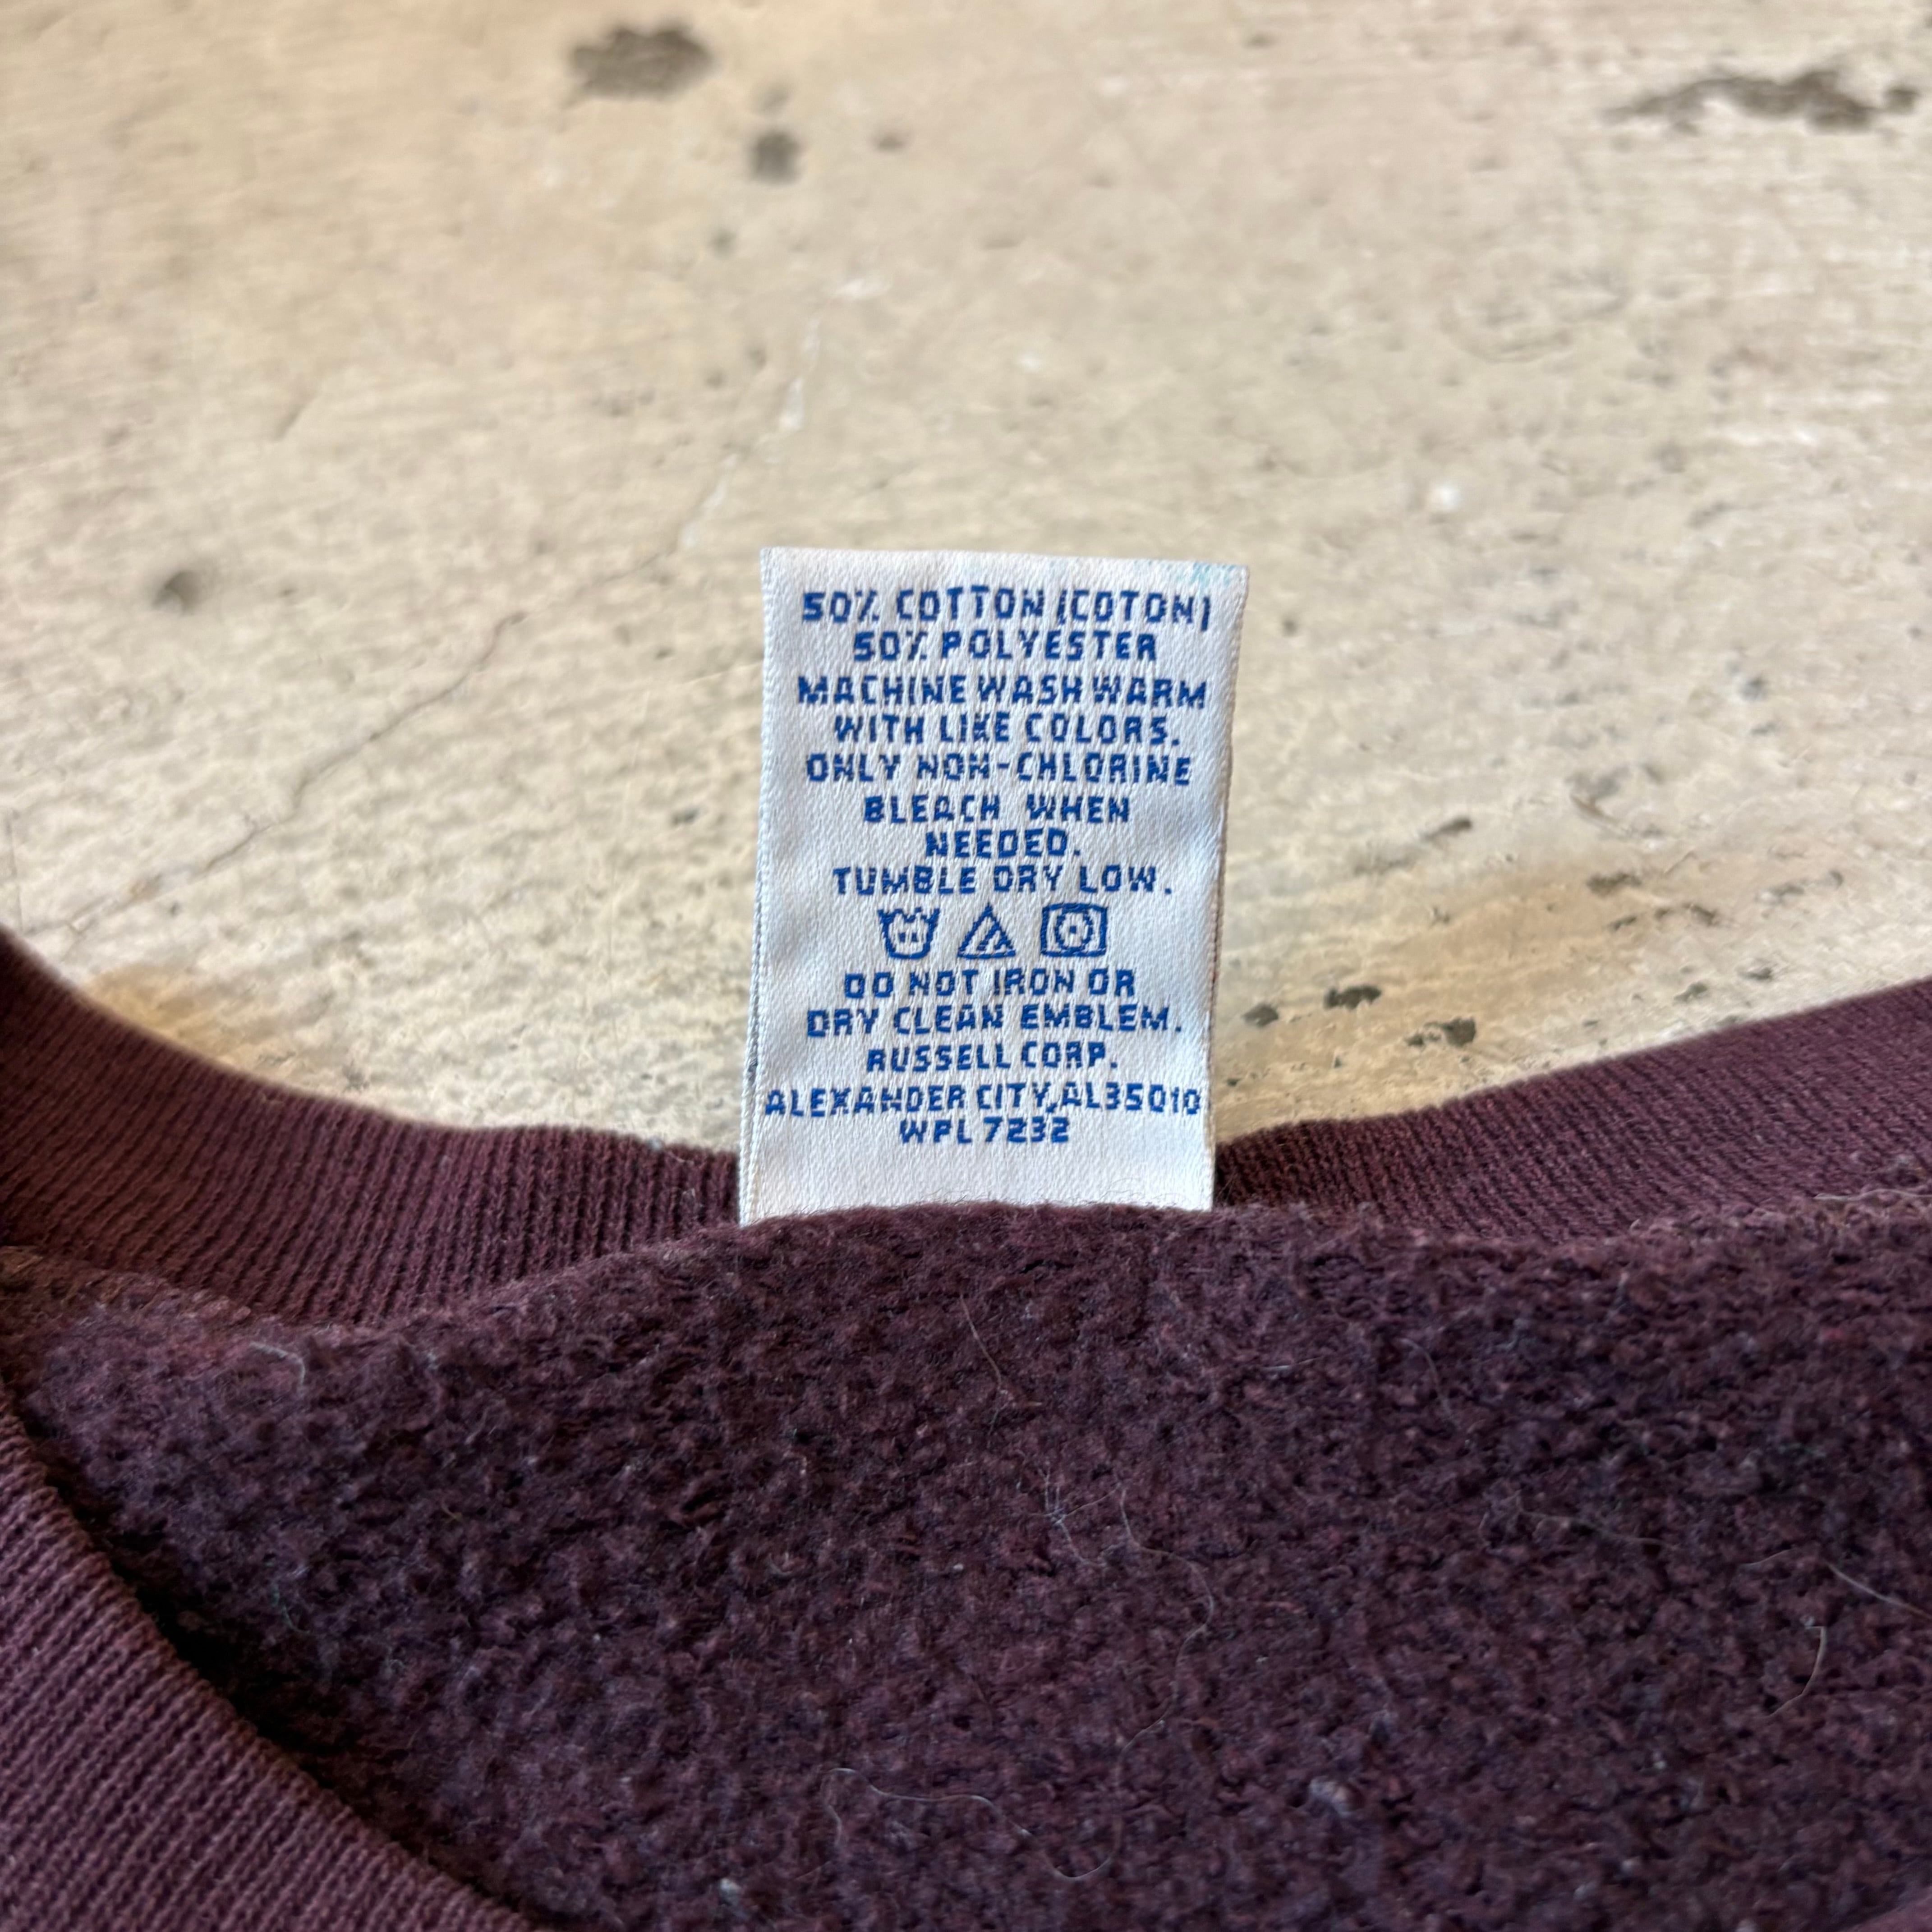 50% COTTON (COTON)
50% POLYESTER
MACHINE WASH WARM
WITH LIKE COLORS.
ONLY NON-CHLORINE
BLEACH WHEN
NEEDED.
TUMBLE DRY LOW.
DO NOT IRON OR
DRY CLEAN EMBLEM.
RUSSELL CORP.
ALEXANDER CITY,AL35010
WPL 7232